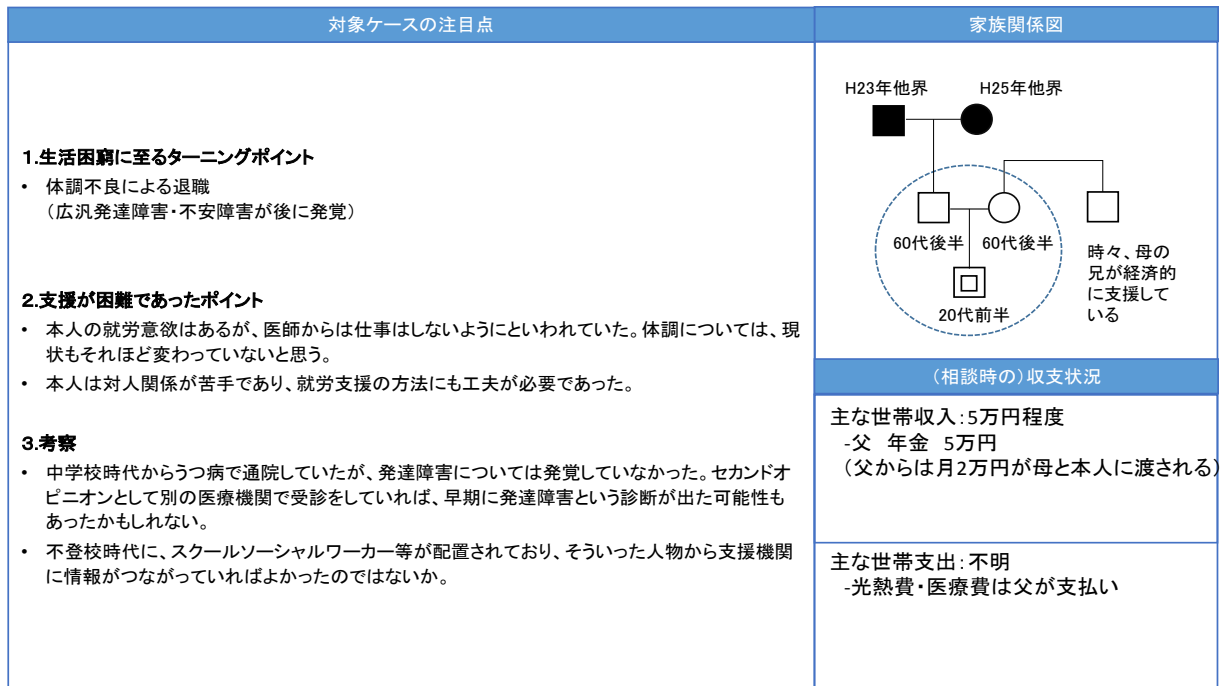 対象ケースの注目点
1.生活困窮に至るターニングポイント
• 体調不良による退職
（広汎発達障害・不安障害が後に発覚）
2.支援が困難であったポイント
• 本人の就労意欲はあるが、医師からは仕事はしないようにといわれていた。体調については、現
状もそれほど変わっていないと思う。
• 本人は対人関係が苦手であり、就労支援の方法にも工夫が必要であった。
3.考察
• 中学校時代からうつ病で通院していたが、発達障害については発覚していなかった。セカンドオ
ピニオンとして別の医療機関で受診をしていれば、早期に発達障害という診断が出た可能性も
あったかもしれない。
• 不登校時代に、スクールソーシャルワーカー等が配置されており、そういった人物から支援機関
に情報がつながっていればよかったのではないか。
家族関係図
H23年他界 H25年他界
60代後半 60代後半
20代前半
時々、母の
兄が経済的
に支援して
いる
（相談時の）収支状況
主な世帯収入：5万円程度
-父 年金 5万円
（父からは月2万円が母と本人に渡される）
主な世帯支出：不明
-光熱費・医療費は父が支払い